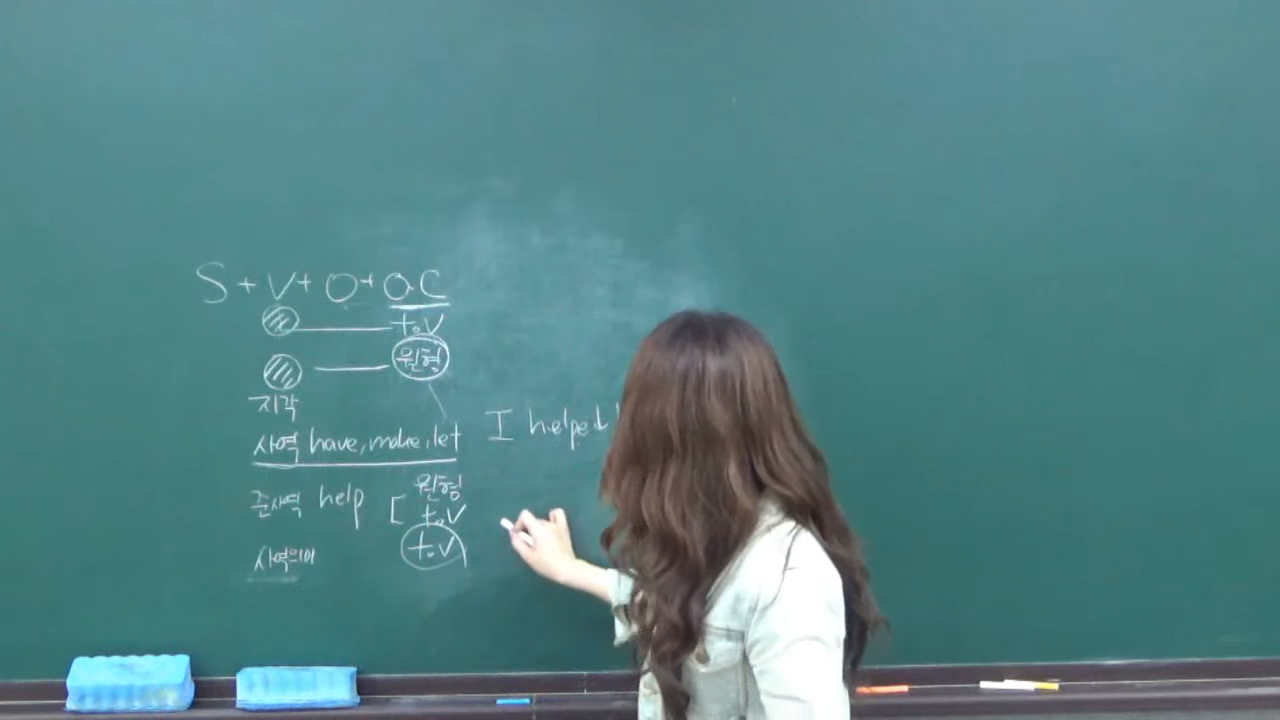 S + V + O + O.C
to V
원형
지각
사역 have, make, let
I helped
준사역 help [ 원형
to V
사역의미 to V